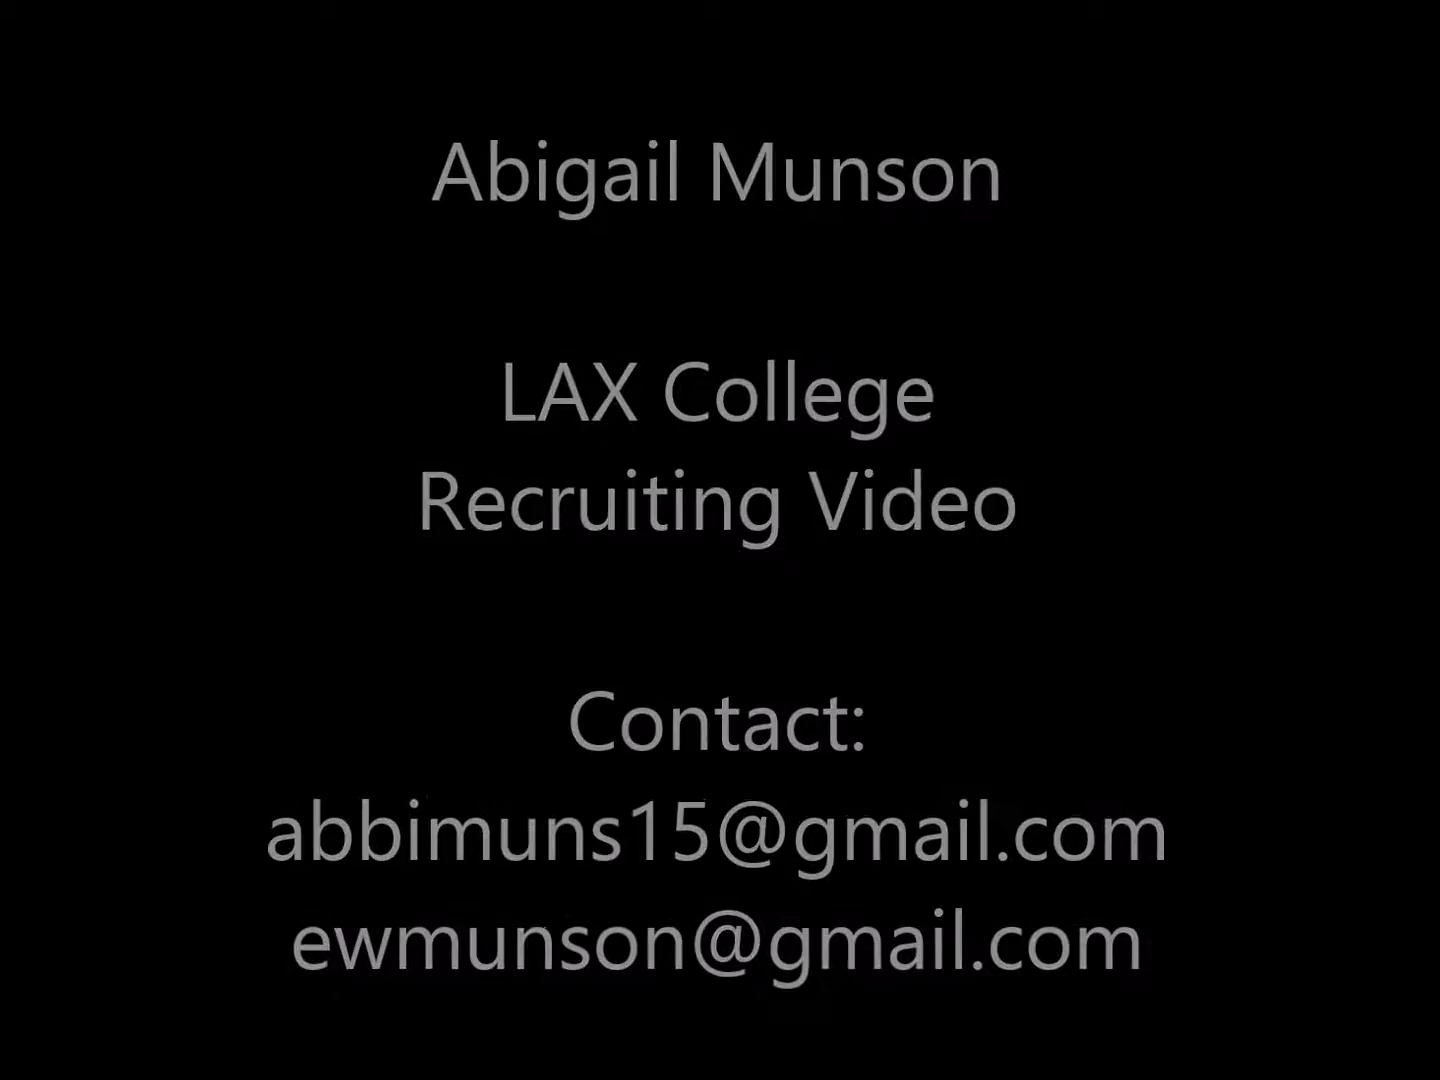 Abigail Munson
LAX College
Recruiting Video
Contact:
abbimuns15@gmail.com
ewmunson@gmail.com